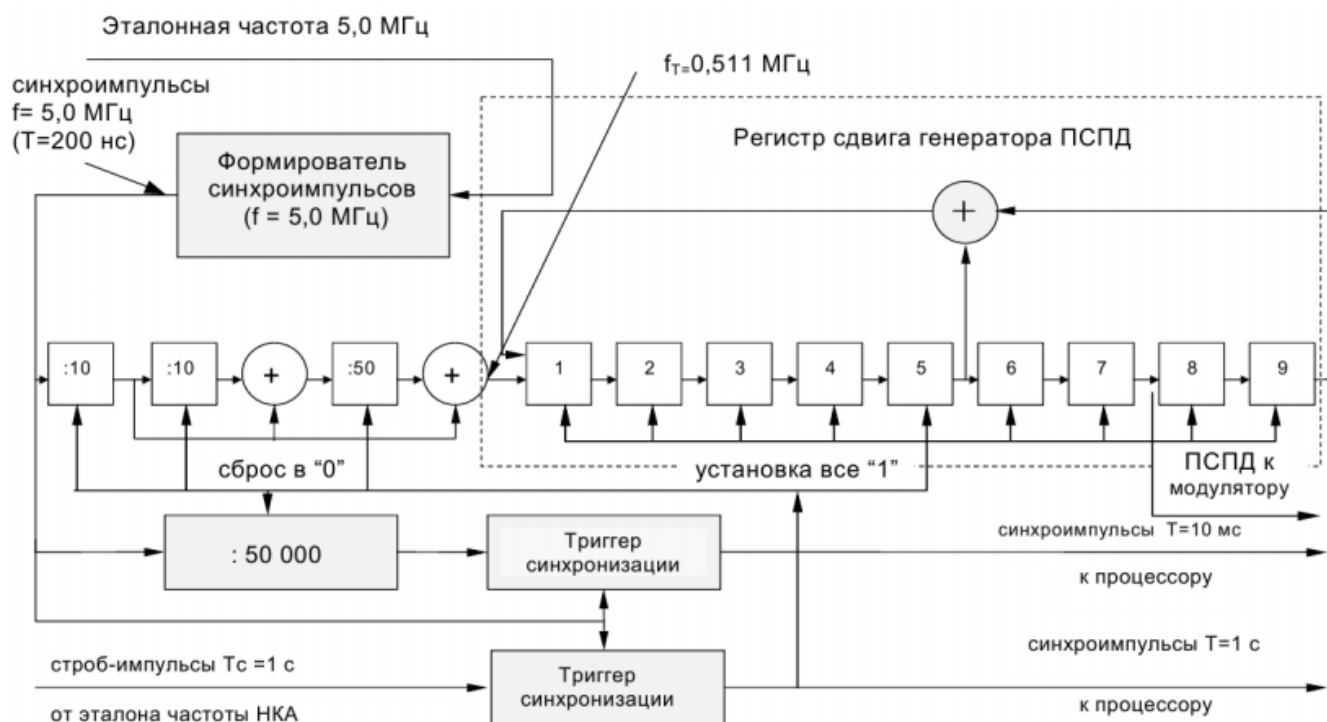 Эталонная частота 5,0 МГц
синхроимпульсы
f= 5,0 МГц
(Т=200 нс)
fТ=0,511 МГц
Формирователь
синхроимпульсов
(f = 5,0 МГц)
Регистр сдвига генератора ПСПД
+
:10
:10
+
:50
+
1
2
3
4
5
6
7
8
9
сброс в “0”
установка все “1”
ПСПД к
модулятору
: 50 000
Триггер
синхронизации
синхроимпульсы Т=10 мс
к процессору
строб-импульсы Тс =1 с
от эталона частоты НКА
Триггер
синхронизации
синхроимпульсы Т=1 с
к процессору